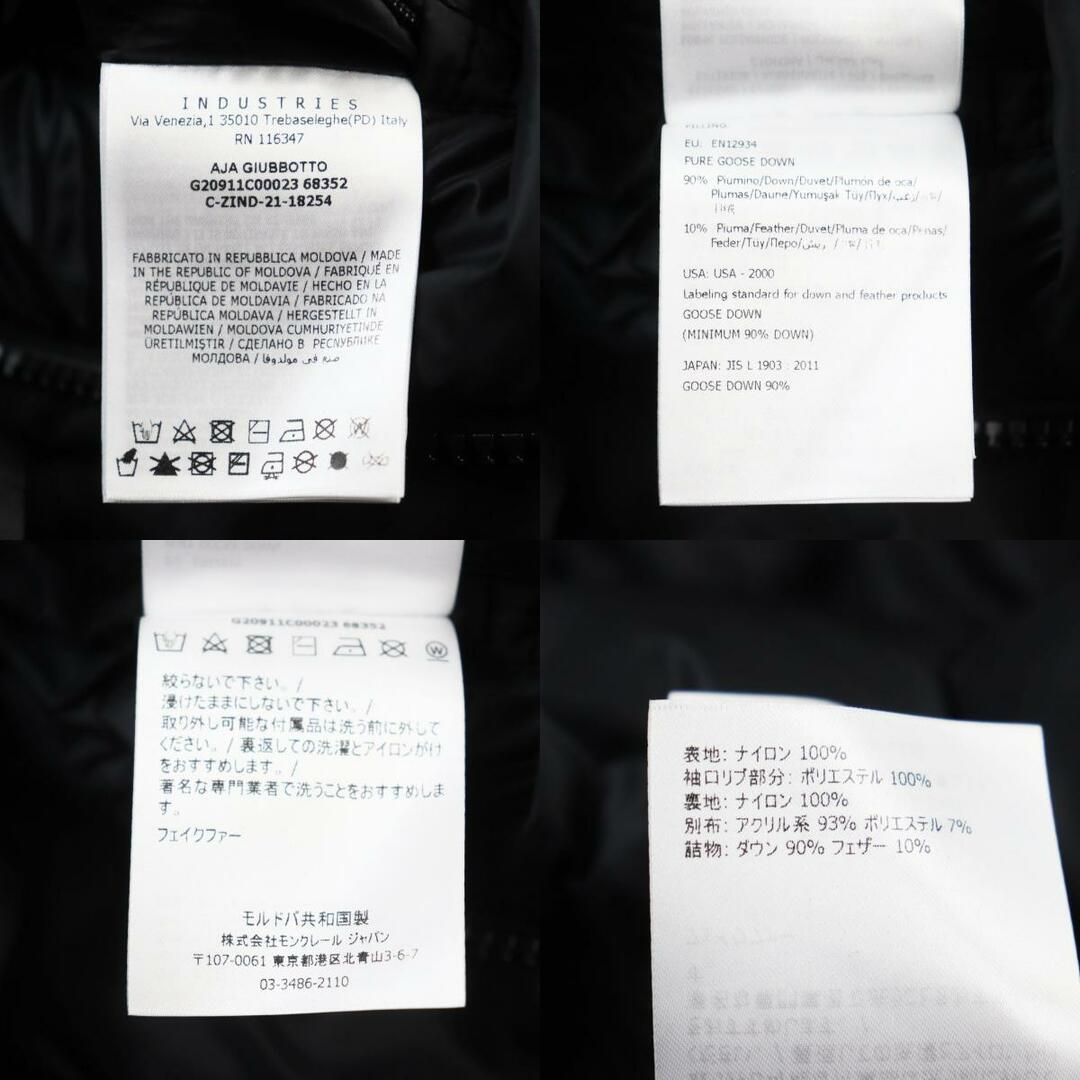 INDUSTRIES
Via Venezia,1 35010 Trebaseleghe(PD) Italy
RN 116347
AJA GIUBBOTTO
G20911C00023 68352
C-ZIND-21-18254
FABBRICATO IN REPUBBLICA MOLDOVA / MADE
IN THE REPUBLIC OF MOLDOVA / FABRIQUÉ EN
RÉPUBLIQUE DE MOLDAVIE / HECHO EN LA
REPÚBLICA DE MOLDAVIA / FABRICADO NA
REPÚBLICA MOLDAVA / HERGESTELLT IN
MOLDAWIEN / MOLDOVA CUMHURIYETINDE
ÜRETILMIŞTIR / СДЕЛАНО В РЕСПУБЛИКЕ
МОЛДОВА / صنع في مولدوفا
FILLING
EU: EN12934
PURE GOOSE DOWN
90% Piumino/Down/Duvet/Plumón de oca/
Plumas/Daune/Yumuşak Tüy/Пух/زغب/
10% Piuma/Feather/Duvet/Pluma de oca/Penas/
Feder/Tüy/Перо/ريش/
USA: USA - 2000
Labeling standard for down and feather products
GOOSE DOWN
(MINIMUM 90% DOWN)
JAPAN: JIS L 1903 : 2011
GOOSE DOWN 90%
G20911C00023 68352
W
絞らないで下さい。/
浸けたままにしないで下さい。/
取り外し可能な付属品は洗う前に外して
ください。/ 裏返しての洗濯とアイロンがけ
をおすすめします。/
著名な専門業者で洗うことをおすすめしま
す。
フェイクファー
モルドバ共和国製
株式会社モンクレール ジャパン
〒107-0061 東京都港区北青山3-6-7
03-3486-2110
表地: ナイロン 100%
袖口リブ部分: ポリエステル 100%
裏地: ナイロン 100%
別布: アクリル系 93% ポリエステル 7%
詰物: ダウン 90% フェザー 10%